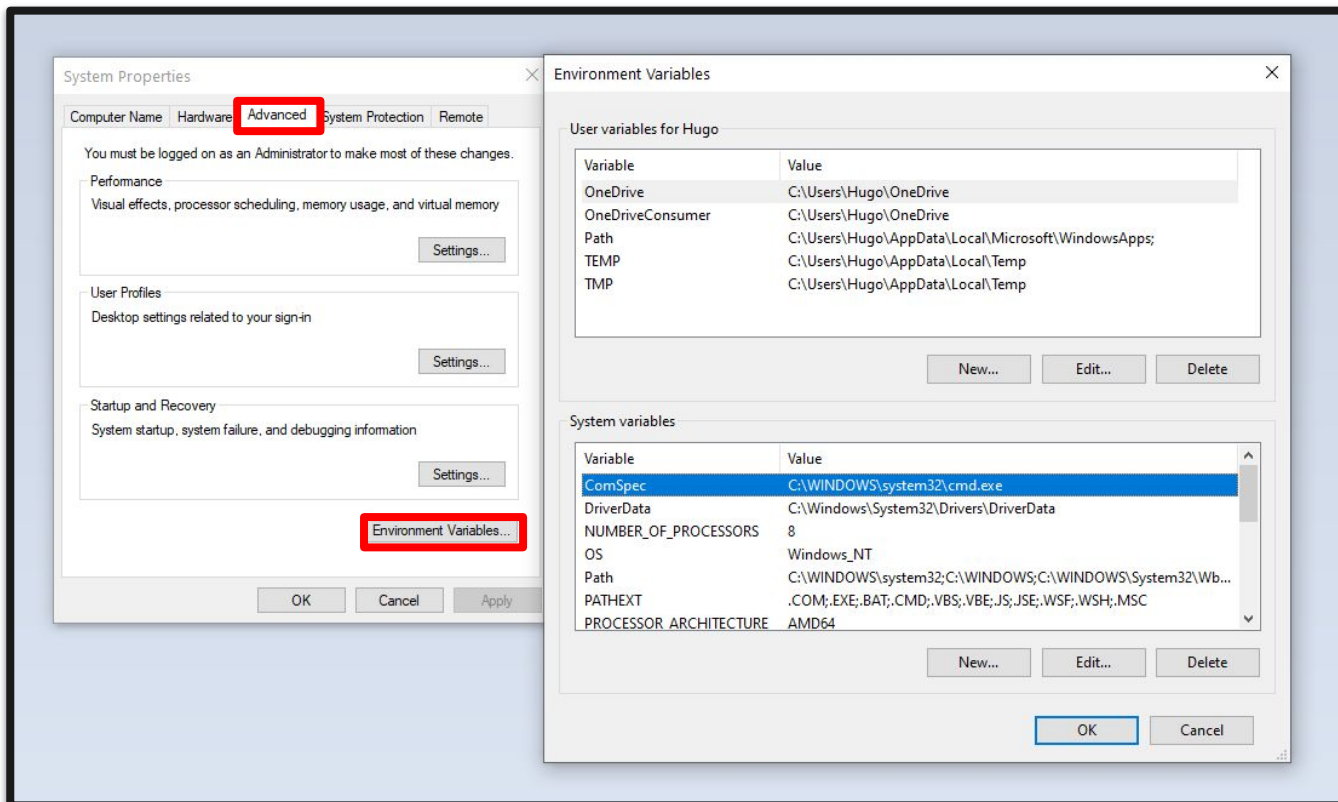 System Properties
Computer Name Hardware Advanced System Protection Remote
You must be logged on as an Administrator to make most of these changes.
Performance
Visual effects, processor scheduling, memory usage, and virtual memory
Settings...
User Profiles
Desktop settings related to your sign-in
Settings...
Startup and Recovery
System startup, system failure, and debugging information
Settings...
Environment Variables...
OK Cancel Apply
Environment Variables
User variables for Hugo
Variable Value
OneDrive C:\Users\Hugo\OneDrive
OneDriveConsumer C:\Users\Hugo\OneDrive
Path C:\Users\Hugo\AppData\Local\Microsoft\WindowsApps;
TEMP C:\Users\Hugo\AppData\Local\Temp
TMP C:\Users\Hugo\AppData\Local\Temp
New... Edit... Delete
System variables
Variable Value
ComSpec C:\WINDOWS\system32\cmd.exe
DriverData C:\Windows\System32\Drivers\DriverData
NUMBER_OF_PROCESSORS 8
OS Windows_NT
Path C:\WINDOWS\system32;C:\WINDOWS;C:\WINDOWS\System32\Wb...
PATHEXT .COM;.EXE;.BAT;.CMD;.VBS;.VBE;.JS;.JSE;.WSF;.WSH;.MSC
PROCESSOR_ARCHITECTURE AMD64
New... Edit... Delete
OK Cancel